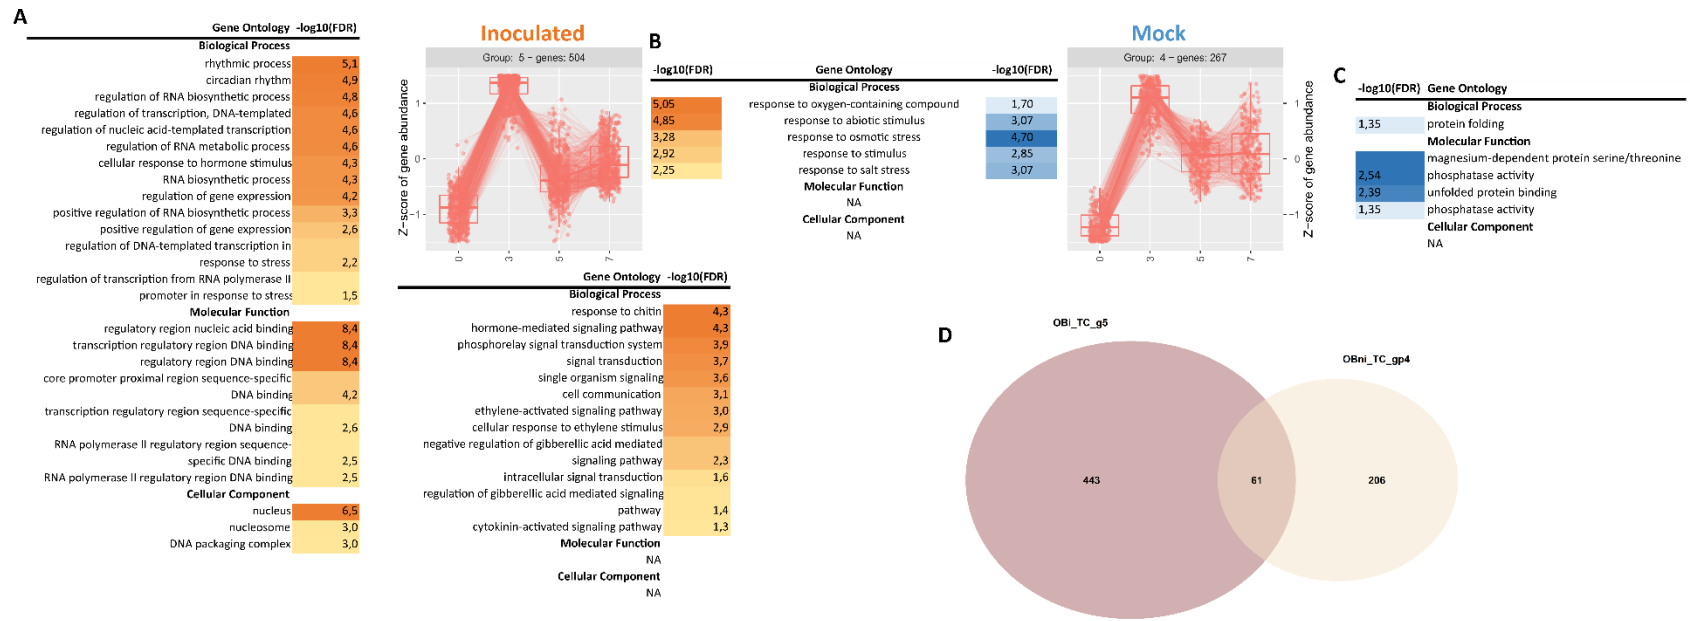 A
Gene Ontology -log10(FDR)
Biological Process
rhythmic process 5,1
circadian rhythm 4,9
regulation of RNA biosynthetic process 4,8
regulation of transcription, DNA-templated 4,6
regulation of nucleic acid-templated transcription 4,6
regulation of RNA metabolic process 4,6
cellular response to hormone stimulus 4,3
RNA biosynthetic process 4,3
regulation of gene expression 4,2
positive regulation of RNA biosynthetic process 3,3
positive regulation of gene expression 2,6
regulation of DNA-templated transcription in
response to stress 2,2
regulation of transcription from RNA polymerase II
promoter in response to stress 1,5
Molecular Function
regulatory region nucleic acid binding 8,4
transcription regulatory region DNA binding 8,4
regulatory region DNA binding 8,4
core promoter proximal region sequence-specific
DNA binding 4,2
transcription regulatory region sequence-specific
DNA binding 2,6
RNA polymerase II regulatory region sequence-
specific DNA binding 2,5
RNA polymerase II regulatory region DNA binding 2,5
Cellular Component
nucleus 6,5
nucleosome 3,0
DNA packaging complex 3,0
Inoculated
Group: 5 − genes: 504
Z−score of gene abundance
1
0
−1
0 3 5 7
Gene Ontology -log10(FDR)
Biological Process
response to chitin 4,3
hormone-mediated signaling pathway 4,3
phosphorelay signal transduction system 3,9
signal transduction 3,7
single organism signaling 3,6
cell communication 3,1
ethylene-activated signaling pathway 3,0
cellular response to ethylene stimulus 2,9
negative regulation of gibberellic acid mediated
signaling pathway 2,3
intracellular signal transduction 1,6
regulation of gibberellic acid mediated signaling
pathway 1,4
cytokinin-activated signaling pathway 1,3
Molecular Function
NA
Cellular Component
NA
B
-log10(FDR) Gene Ontology -log10(FDR)
Biological Process
5,05 response to oxygen-containing compound 1,70
4,85 response to abiotic stimulus 3,07
3,28 response to osmotic stress 4,70
2,92 response to stimulus 2,85
2,25 response to salt stress 3,07
Molecular Function
NA
Cellular Component
NA
Mock
Group: 4 − genes: 267
1
0
−1
Z−score of gene abundance
0 3 5 7
C
-log10(FDR) Gene Ontology
Biological Process
1,35 protein folding
Molecular Function
magnesium-dependent protein serine/threonine
2,54 phosphatase activity
2,39 unfolded protein binding
1,35 phosphatase activity
Cellular Component
NA
D
OBi_TC_g5
OBni_TC_gp4
443 61 206